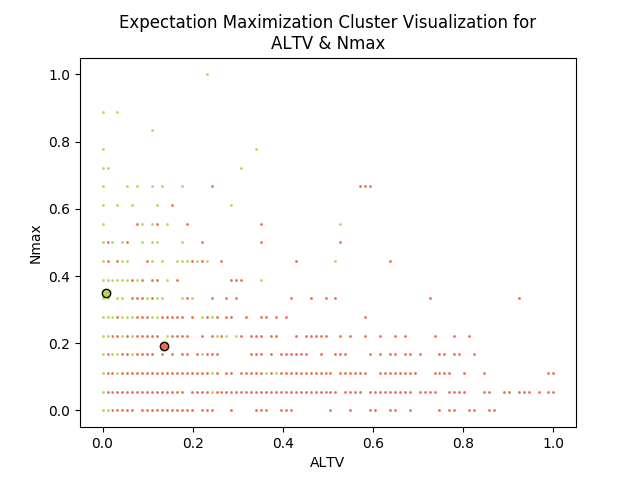 Expectation Maximization Cluster Visualization for
ALTV & Nmax
1.0
0.8
0.6
0.4
0.2
0.0
Nmax
0.0 0.2 0.4 0.6 0.8 1.0
ALTV